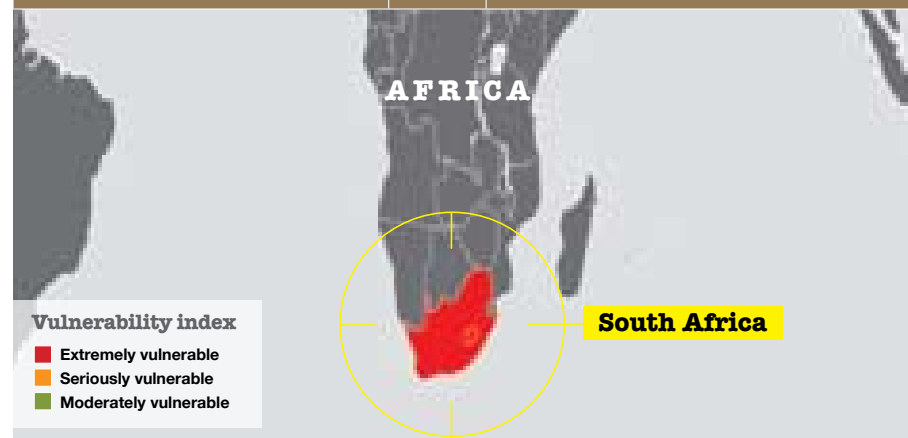 AFRICA
South Africa
Vulnerability index
Extremely vulnerable
Seriously vulnerable
Moderately vulnerable